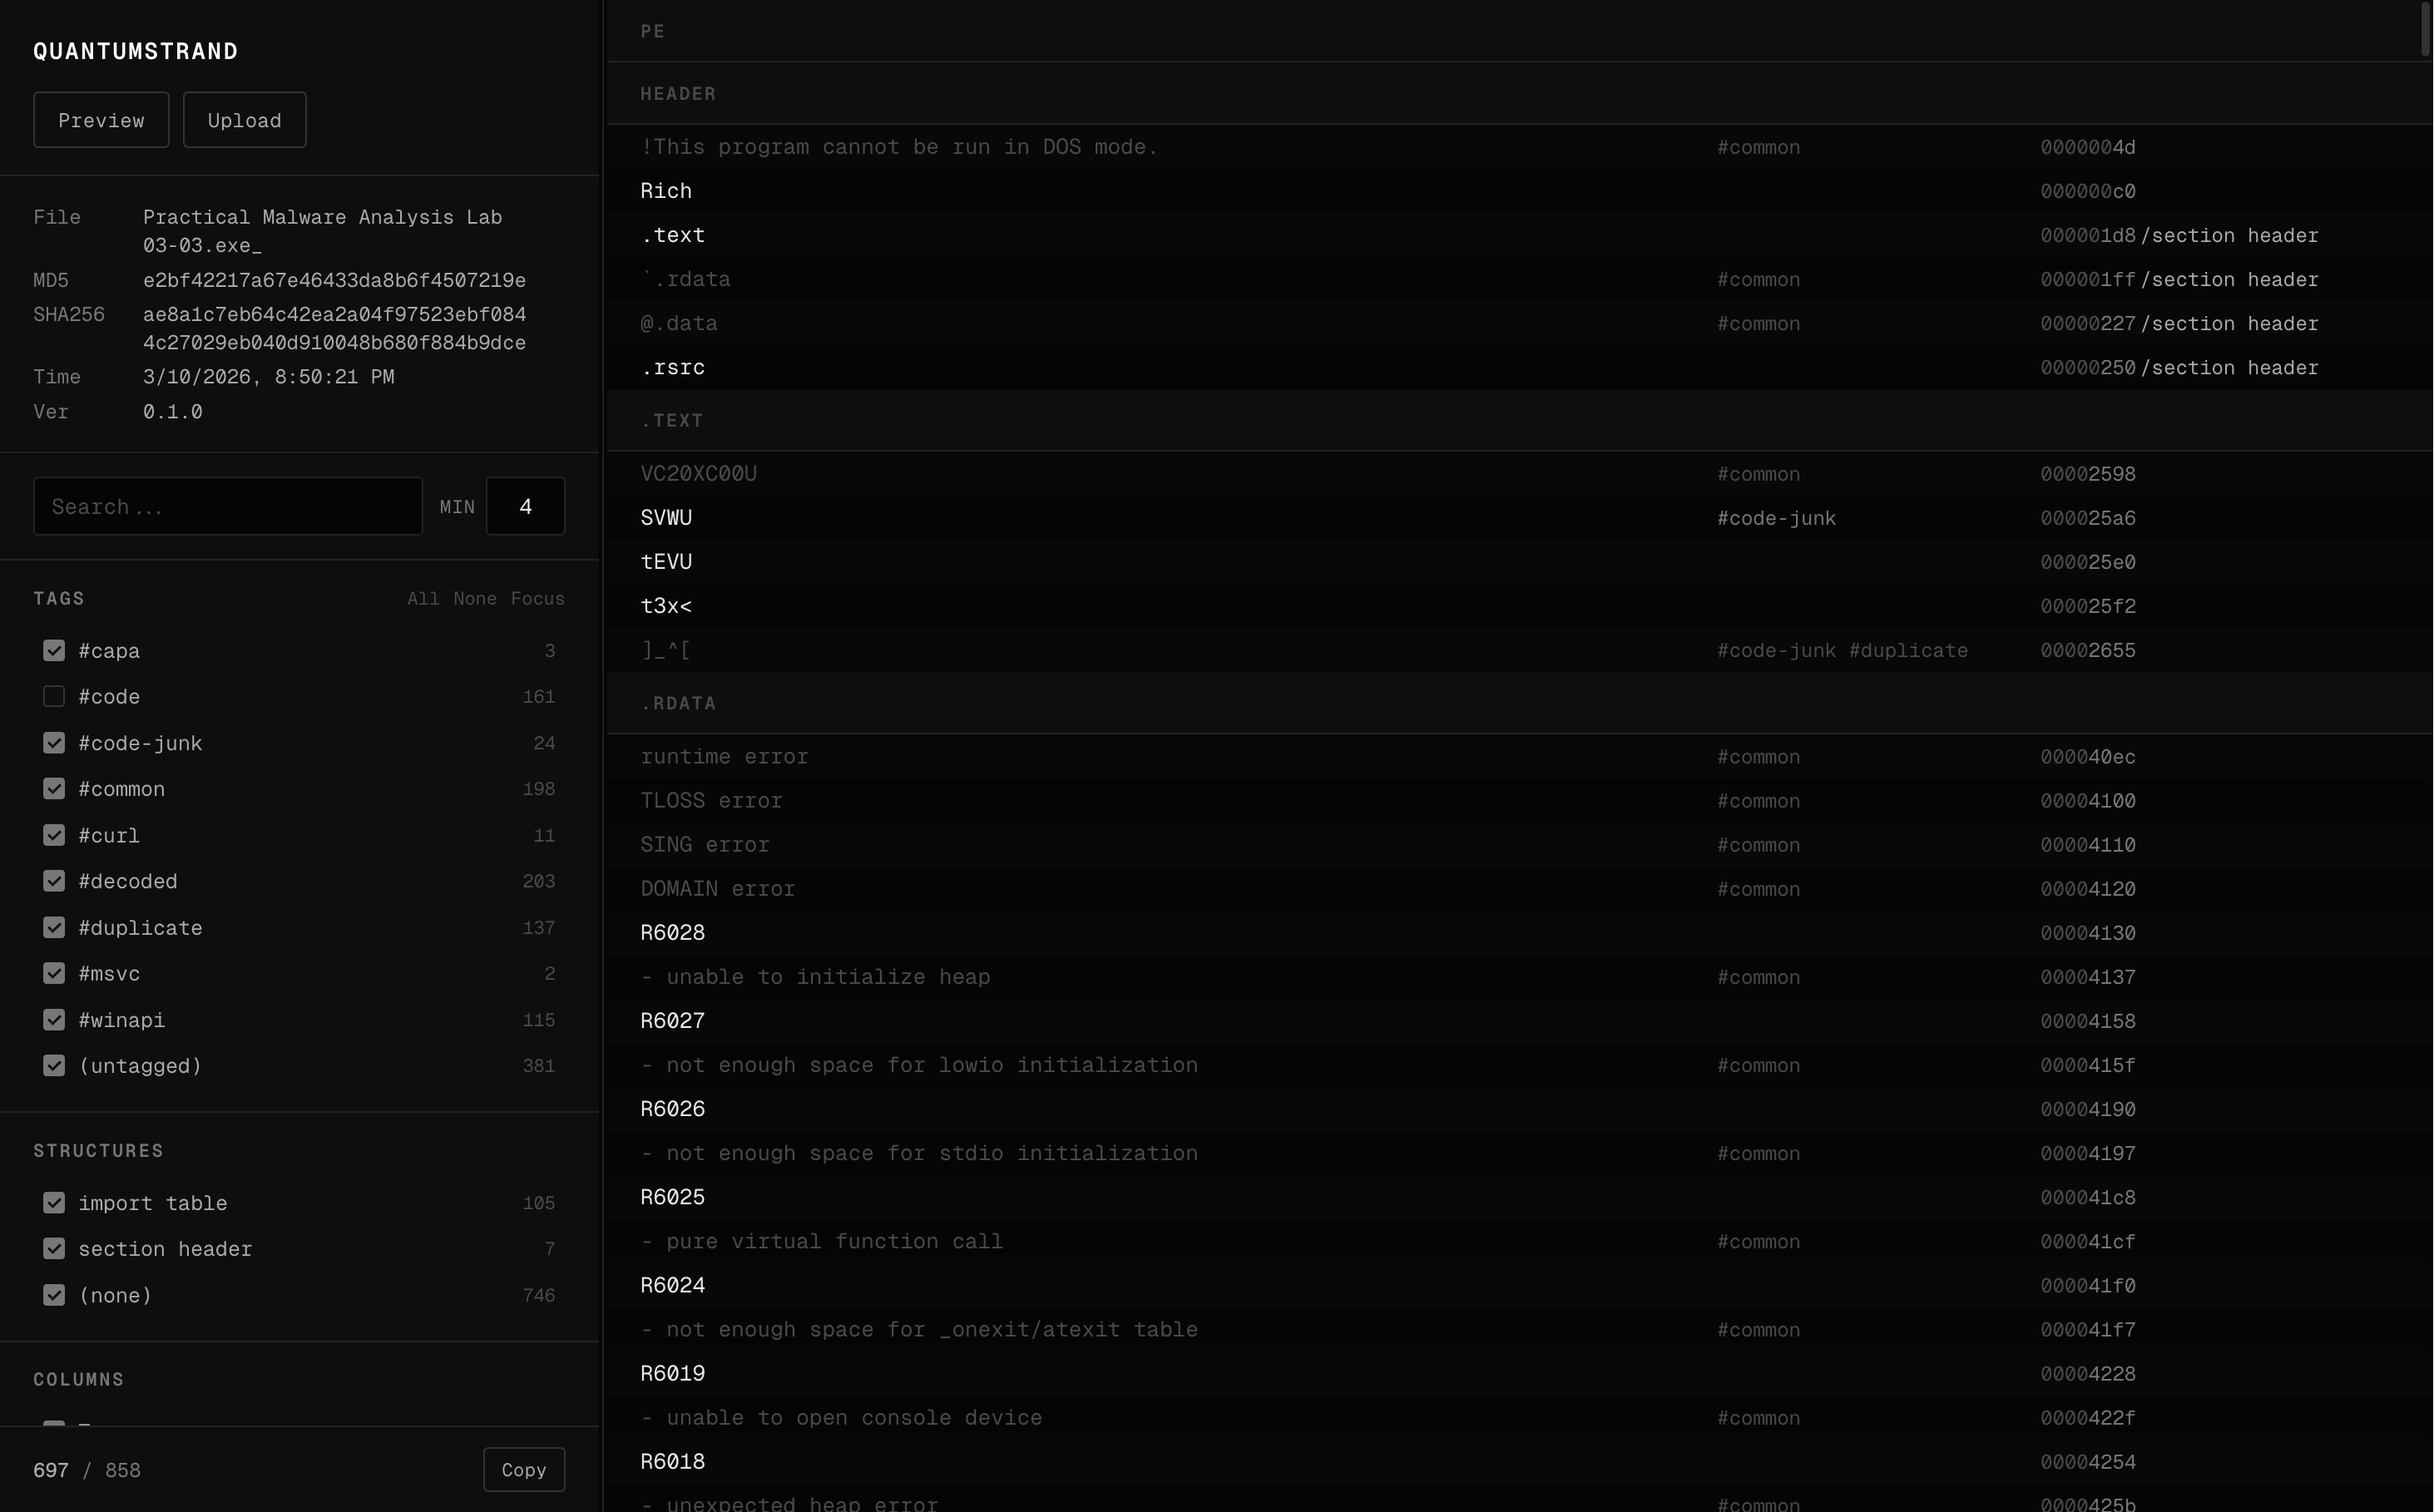 QUANTUMSTRAND
Preview Upload
File Practical Malware Analysis Lab
03-03.exe_
MD5 e2bf42217a67e46433da8b6f4507219e
SHA256 ae8a1c7eb64c42ea2a04f97523ebf084
4c27029eb040d910048b680f884b9dce
Time 3/10/2026, 8:50:21 PM
Ver 0.1.0
Search... MIN 4
TAGS All None Focus
#capa 3
#code 161
#code-junk 24
#common 198
#curl 11
#decoded 203
#duplicate 137
#msvc 2
#winapi 115
(untagged) 381
STRUCTURES
import table 105
section header 7
(none) 746
COLUMNS
697 / 858 Copy
PE
HEADER
!This program cannot be run in DOS mode. #common 0000004d
Rich 000000c0
.text 000001d8 /section header
`.rdata #common 000001ff /section header
@.data #common 00000227 /section header
.rsrc 00000250 /section header
.TEXT
VC20XC00U #common 00002598
SVWU #code-junk 000025a6
tEVU 000025e0
t3x< 000025f2
]_^[ #code-junk #duplicate 00002655
.RDATA
runtime error #common 000040ec
TLOSS error #common 00004100
SING error #common 00004110
DOMAIN error #common 00004120
R6028 00004130
- unable to initialize heap #common 00004137
R6027 00004158
- not enough space for lowio initialization #common 0000415f
R6026 00004190
- not enough space for stdio initialization #common 00004197
R6025 000041c8
- pure virtual function call #common 000041cf
R6024 000041f0
- not enough space for _onexit/atexit table #common 000041f7
R6019 00004228
- unable to open console device #common 0000422f
R6018 00004254
- unexpected heap error #common 0000425b